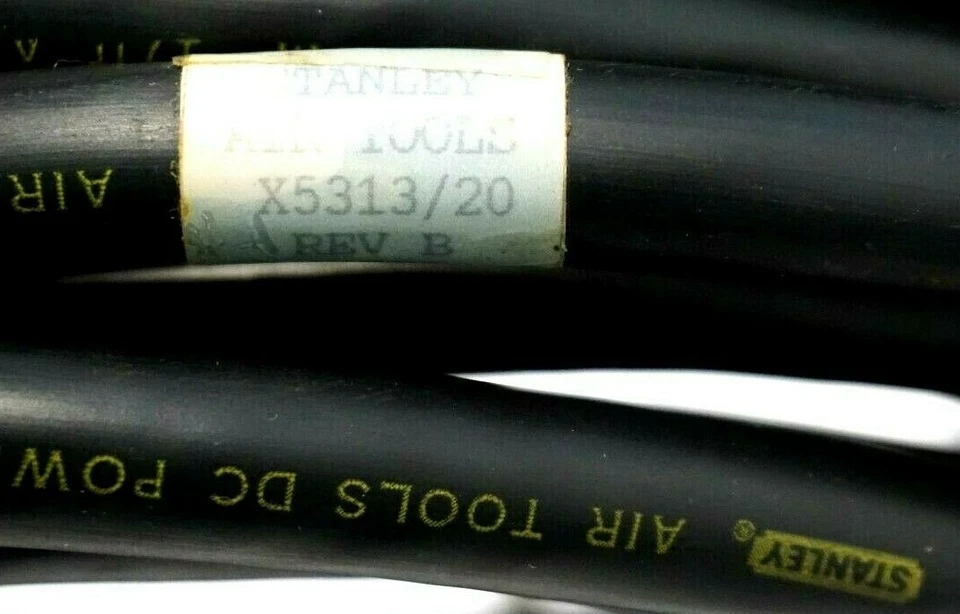 STANLEY
AIR TOOLS
X5313/20
REV B
AIR
STANLEY® AIR TOOLS DC POW